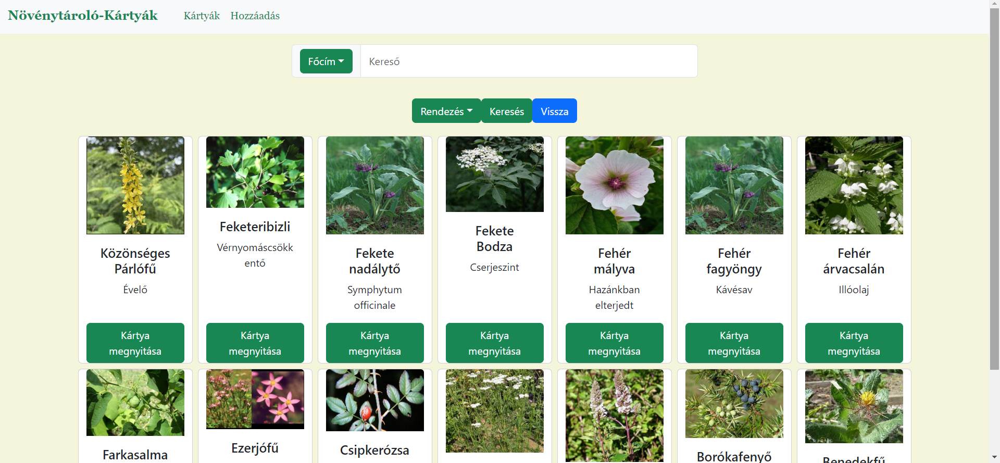 Növénytároló-Kártyák Kártyák Hozzáadás
Főcím Kereső
Rendezés Keresés Vissza
Közönséges
Párlófű
Évelő
Kártya
megnyitása
Feketeribizli
Vérnyomáscsökk
entő
Kártya
megnyitása
Fekete
nadálytő
Symphytum
officinale
Kártya
megnyitása
Fekete
Bodza
Cserjeszint
Kártya
megnyitása
Fehér
mályva
Hazánkban
elterjedt
Kártya
megnyitása
Fehér
fagyöngy
Kávésav
Kártya
megnyitása
Fehér
árvacsalán
Illóolaj
Kártya
megnyitása
Farkasalma
Ezerjófű
Csipkerózsa
Borókafenyő
Benedekfű